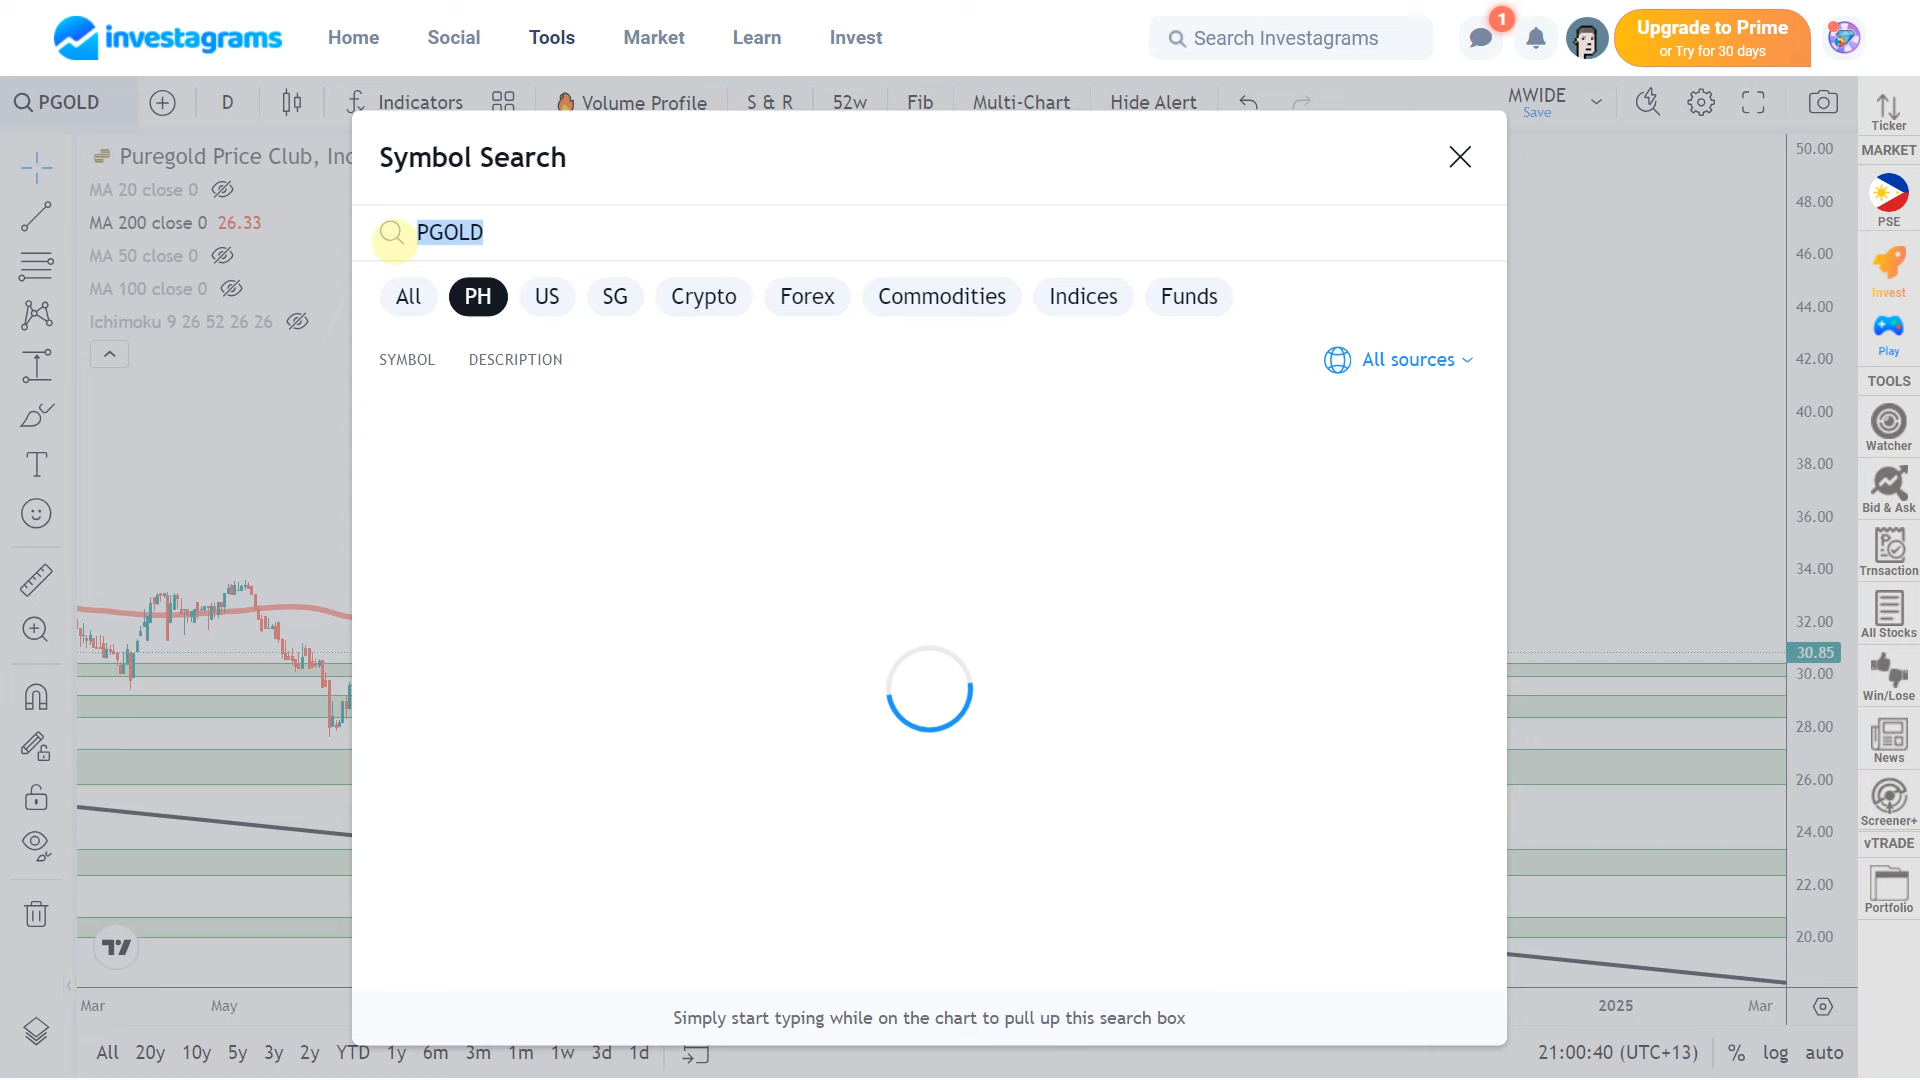 investagrams Home Social Tools Market Learn Invest Search Investagrams 1 Upgrade to Prime
or Try for 30 days
PGOLD D Indicators Volume Profile S & R 52w Fib Multi-Chart Hide Alert MWIDE
Save
Ticker
MARKET
PSE
Invest
Play
TOOLS
Watcher
Bid & Ask
Trnsaction
All Stocks
Win/Lose
News
Screener+
vTRADE
Portfolio
Puregold Price Club, Inc
MA 20 close 0
MA 200 close 0 26.33
MA 50 close 0
MA 100 close 0
Ichimoku 9 26 52 26 26
Symbol Search
PGOLD
All PH US SG Crypto Forex Commodities Indices Funds
SYMBOL DESCRIPTION All sources
Simply start typing while on the chart to pull up this search box
50.00
48.00
46.00
44.00
42.00
40.00
38.00
36.00
34.00
32.00
30.85
30.00
28.00
26.00
24.00
22.00
20.00
Mar May 2025 Mar
All 20y 10y 5y 3y 2y YTD 1y 6m 3m 1m 1w 3d 1d 21:00:40 (UTC+13) % log auto